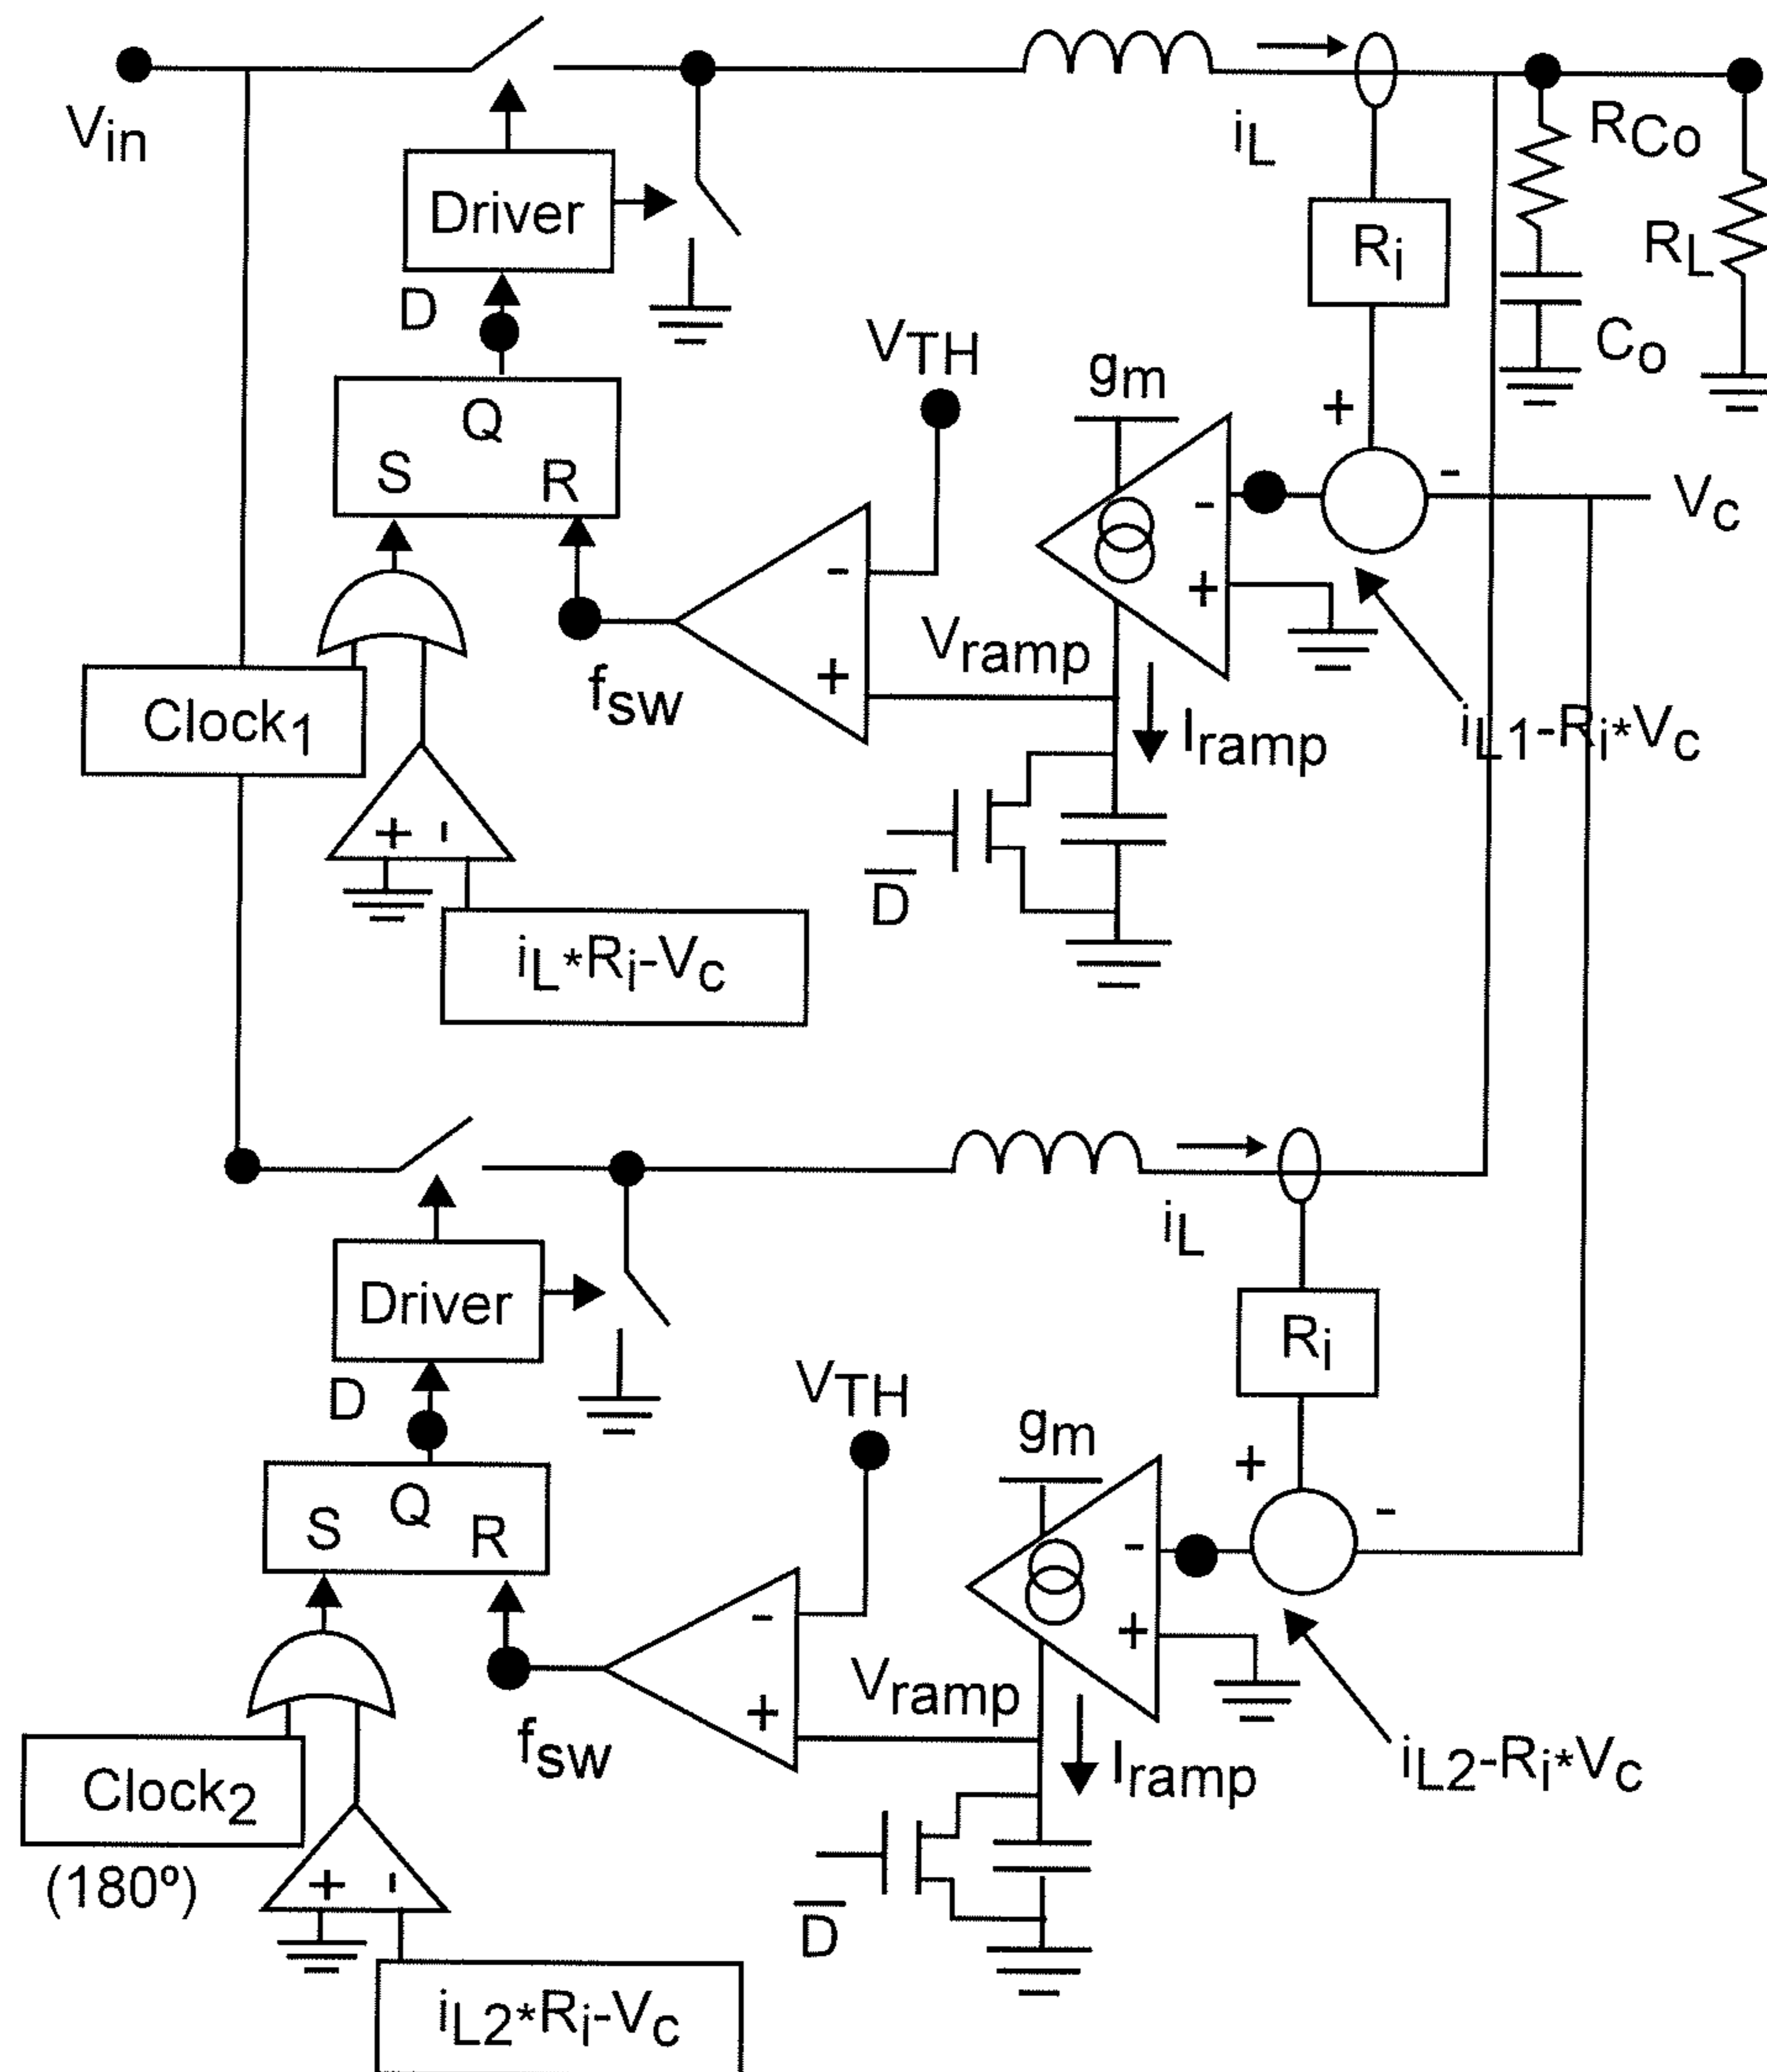 Vin
iL
RCo
Driver
Ri
RL
D
Co
VTH
gm
Q
S R
+
-
Vc
-
-
+
Vramp
+
fsw
Clock1
Iramp
iL1-Ri*Vc
+ -
D
iL*Ri-Vc
iL
Driver
Ri
D
VTH
gm
+
Q
S R
-
-
-
+
Vramp
+
fsw
Clock2
Iramp
iL2-Ri*Vc
(180º)
+ -
D
iL2*Ri-Vc